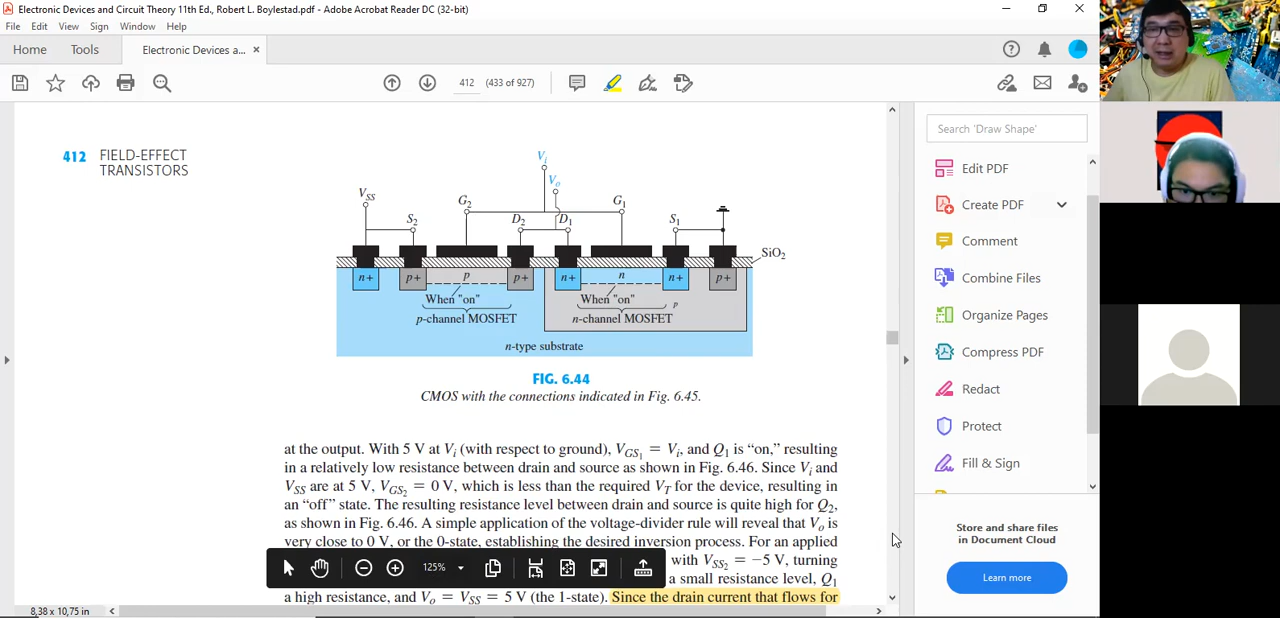 Electronic Devices and Circuit Theory 11th Ed., Robert L. Boylestad.pdf - Adobe Acrobat Reader DC (32-bit)
File Edit View Sign Window Help
Home Tools Electronic Devices a... ×
412 (433 of 927)
Search 'Draw Shape'
Edit PDF
Create PDF
Comment
Combine Files
Organize Pages
Compress PDF
Redact
Protect
Fill & Sign
Store and share files
in Document Cloud
Learn more
412 FIELD-EFFECT
TRANSISTORS
Vi
Vo
VSS
S2
G2
D2
D1
G1
S1
SiO2
n+
p+
p
p+
n+
n
n+
p+
When "on"
p-channel MOSFET
When "on"
p
n-channel MOSFET
n-type substrate
FIG. 6.44
CMOS with the connections indicated in Fig. 6.45.
at the output. With 5 V at Vi (with respect to ground), VGS1 = Vi, and Q1 is “on,” resulting
in a relatively low resistance between drain and source as shown in Fig. 6.46. Since Vi and
VSS are at 5 V, VGS2 = 0 V, which is less than the required VT for the device, resulting in
an “off” state. The resulting resistance level between drain and source is quite high for Q2,
as shown in Fig. 6.46. A simple application of the voltage-divider rule will reveal that Vo is
very close to 0 V, or the 0-state, establishing the desired inversion process. For an applied
with VSS2 = −5 V, turning
a small resistance level, Q1
a high resistance, and Vo = VSS = 5 V (the 1-state). Since the drain current that flows for
125%
8,38 x 10,75 in